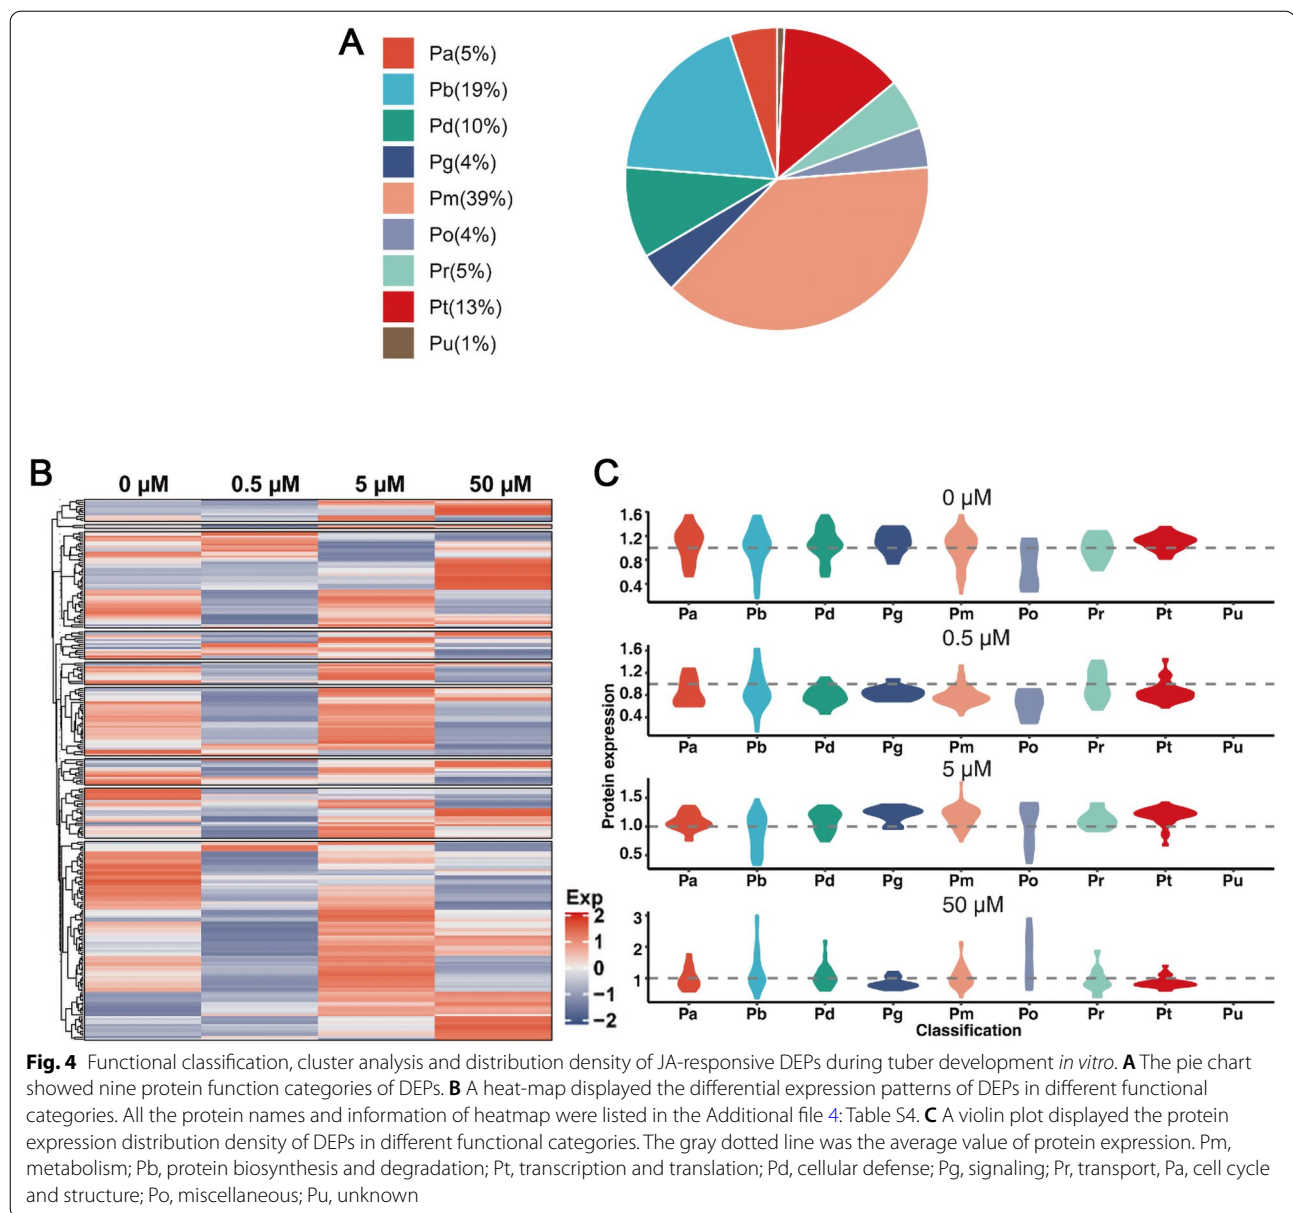 A
Pa(5%)
Pb(19%)
Pd(10%)
Pg(4%)
Pm(39%)
Po(4%)
Pr(5%)
Pt(13%)
Pu(1%)
B
0 µM 0.5 µM 5 µM 50 µM
Exp
2
1
0
−1
−2
C
Protein expression
0 µM
1.6
1.2
0.8
0.4
Pa Pb Pd Pg Pm Po Pr Pt Pu
0.5 µM
1.6
1.2
0.8
0.4
Pa Pb Pd Pg Pm Po Pr Pt Pu
5 µM
1.5
1.0
0.5
Pa Pb Pd Pg Pm Po Pr Pt Pu
50 µM
3
2
1
Pa Pb Pd Pg Pm Po Pr Pt Pu
Classification
Fig. 4 Functional classification, cluster analysis and distribution density of JA-responsive DEPs during tuber development in vitro. A The pie chart
showed nine protein function categories of DEPs. B A heat-map displayed the differential expression patterns of DEPs in different functional
categories. All the protein names and information of heatmap were listed in the Additional file 4: Table S4. C A violin plot displayed the protein
expression distribution density of DEPs in different functional categories. The gray dotted line was the average value of protein expression. Pm,
metabolism; Pb, protein biosynthesis and degradation; Pt, transcription and translation; Pd, cellular defense; Pg, signaling; Pr, transport, Pa, cell cycle
and structure; Po, miscellaneous; Pu, unknown